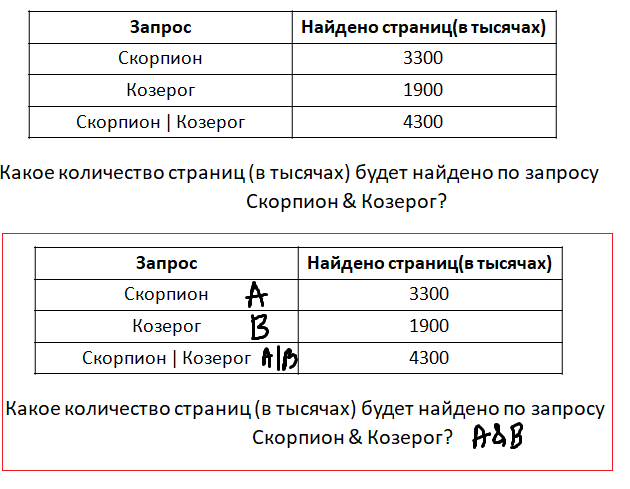 Запрос Найдено страниц(в тысячах)
Скорпион 3300
Козерог 1900
Скорпион | Козерог 4300
Какое количество страниц (в тысячах) будет найдено по запросу
Скорпион & Козерог?
Запрос Найдено страниц(в тысячах)
Скорпион A 3300
Козерог B 1900
Скорпион | Козерог A|B 4300
Какое количество страниц (в тысячах) будет найдено по запросу
Скорпион & Козерог? A&B